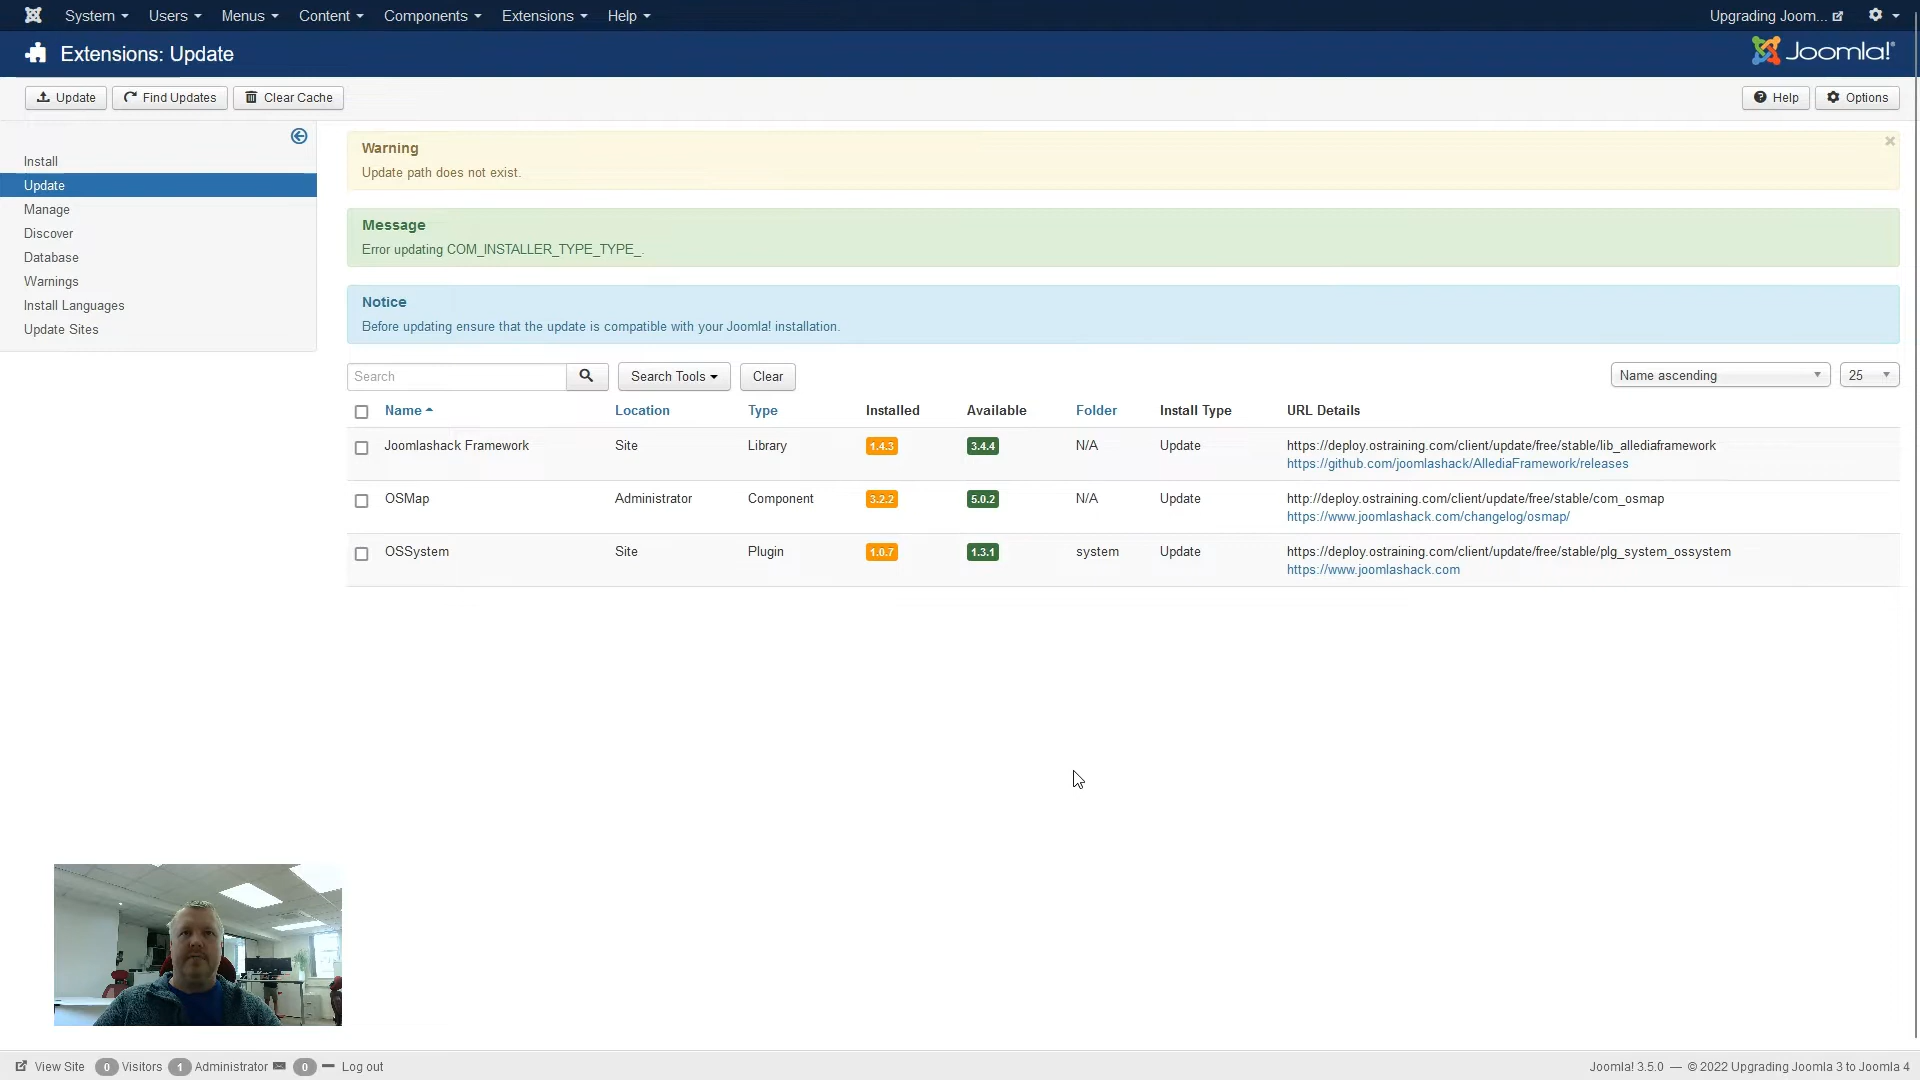 System Users Menus Content Components Extensions Help Upgrading Joom...
Extensions: Update Joomla!®
Update Find Updates Clear Cache Help Options
Install
Update
Manage
Discover
Database
Warnings
Install Languages
Update Sites
Warning
Update path does not exist.
Message
Error updating COM_INSTALLER_TYPE_TYPE_.
Notice
Before updating ensure that the update is compatible with your Joomla! installation.
Search Search Tools Clear Name ascending 25
Name Location Type Installed Available Folder Install Type URL Details
Joomlashack Framework Site Library 1.4.3 3.4.4 N/A Update https://deploy.ostraining.com/client/update/free/stable/lib_allediaframework
https://github.com/joomlashack/AllediaFramework/releases
OSMap Administrator Component 3.2.2 5.0.2 N/A Update http://deploy.ostraining.com/client/update/free/stable/com_osmap
https://www.joomlashack.com/changelog/osmap/
OSSystem Site Plugin 1.0.7 1.3.1 system Update https://deploy.ostraining.com/client/update/free/stable/plg_system_ossystem
https://www.joomlashack.com
View Site 0 Visitors 1 Administrator 0 Log out Joomla! 3.5.0 — © 2022 Upgrading Joomla 3 to Joomla 4